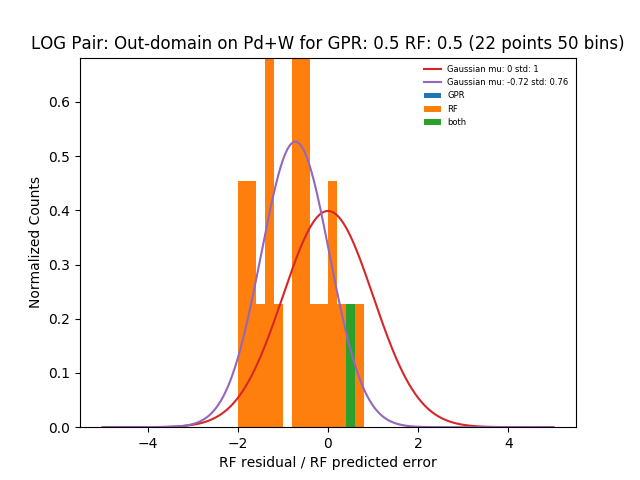 LOG Pair: Out-domain on Pd+W for GPR: 0.5 RF: 0.5 (22 points 50 bins)
Gaussian mu: 0 std: 1
Gaussian mu: -0.72 std: 0.76
GPR
RF
both
Normalized Counts
0.6
0.5
0.4
0.3
0.2
0.1
0.0
−4 −2 0 2 4
RF residual / RF predicted error